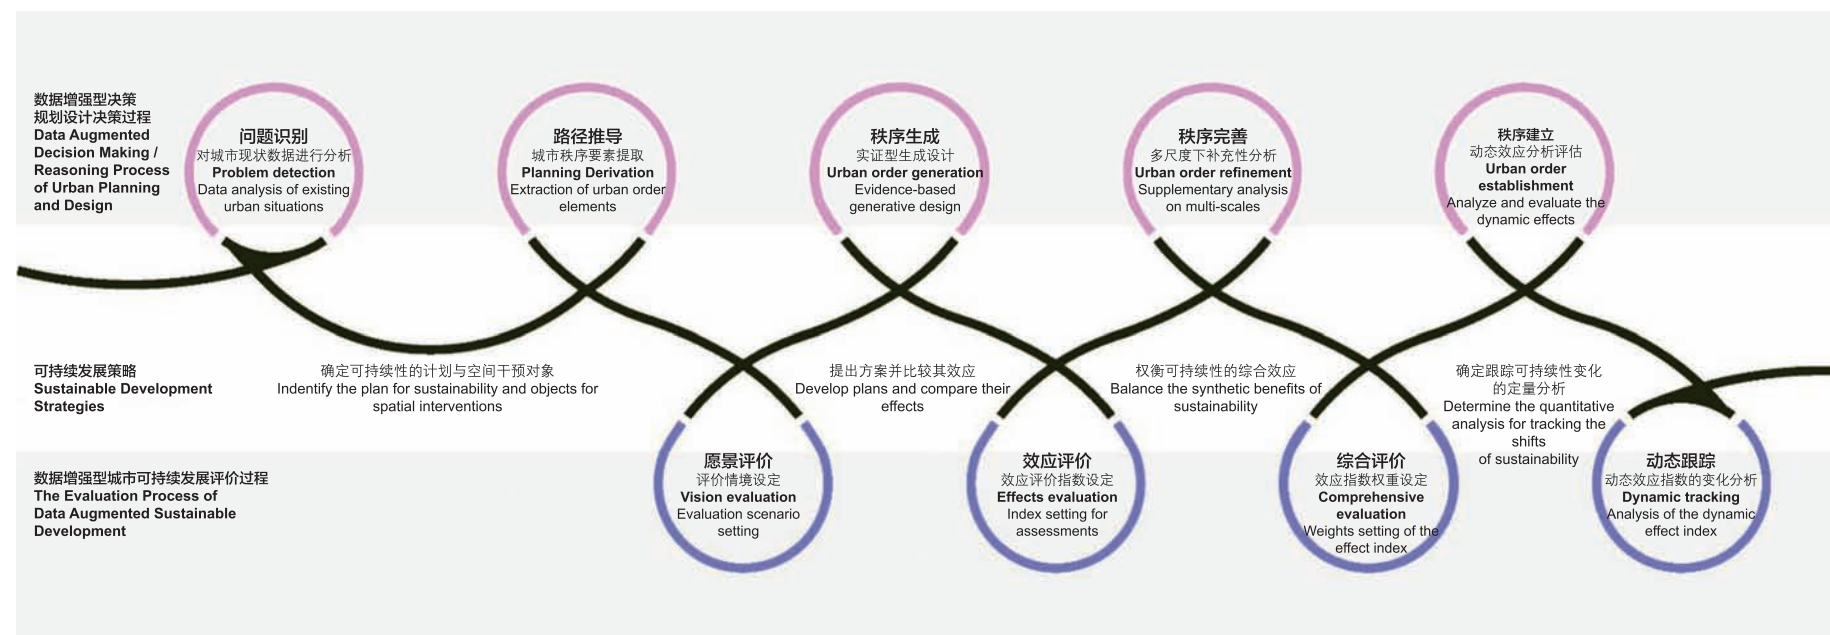 数据增强型决策
规划设计决策过程
Data Augmented
Decision Making /
Reasoning Process
of Urban Planning
and Design
问题识别
对城市现状数据进行分析
Problem detection
Data analysis of existing
urban situations
路径推导
城市秩序要素提取
Planning Derivation
Extraction of urban order
elements
秩序生成
实证型生成设计
Urban order generation
Evidence-based
generative design
秩序完善
多尺度下补充性分析
Urban order refinement
Supplementary analysis
on multi-scales
秩序建立
动态效应分析评估
Urban order
establishment
Analyze and evaluate the
dynamic effects
可持续发展策略
Sustainable Development
Strategies
确定可持续性的计划与空间干预对象
Indentify the plan for sustainability and objects for
spatial interventions
提出方案并比较其效应
Develop plans and compare their
effects
权衡可持续性的综合效应
Balance the synthetic benefits of
sustainability
确定跟踪可持续性变化
的定量分析
Determine the quantitative
analysis for tracking the
shifts
of sustainability
数据增强型城市可持续发展评价过程
The Evaluation Process of
Data Augmented Sustainable
Development
愿景评价
评价情境设定
Vision evaluation
Evaluation scenario
setting
效应评价
效应评价指数设定
Effects evaluation
Index setting for
assessments
综合评价
效应指数权重设定
Comprehensive
evaluation
Weights setting of the
effect index
动态跟踪
动态效应指数的变化分析
Dynamic tracking
Analysis of the dynamic
effect index